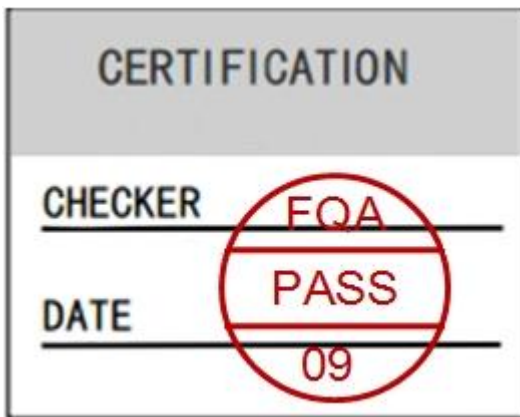 CERTIFICATION
CHECKER
FQA
PASS
DATE
09